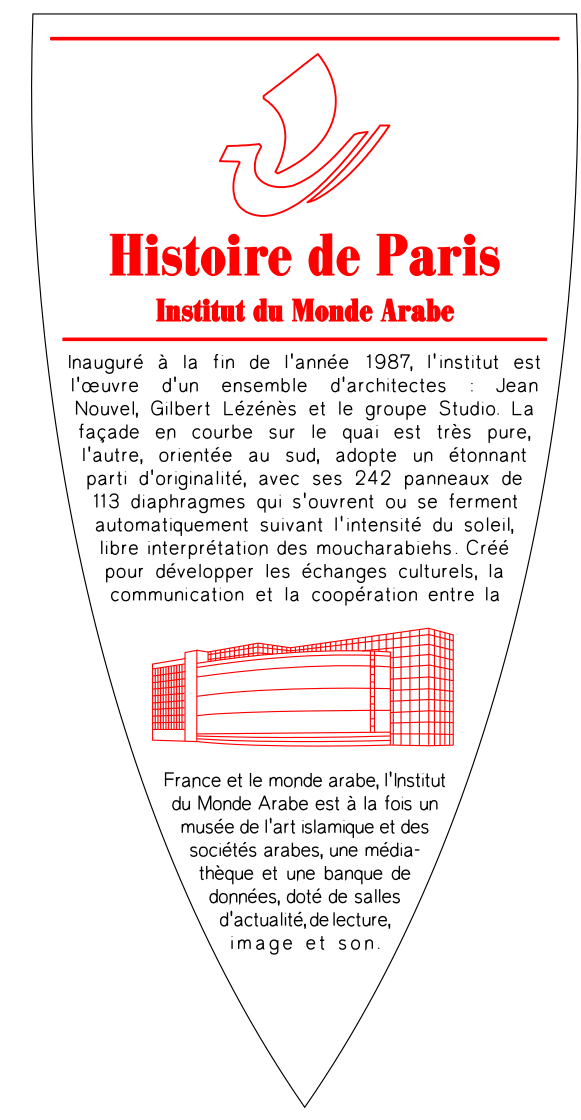 Histoire de Paris
Institut du Monde Arabe
Inauguré à la fin de l'année 1987, l'institut est
l'œuvre d'un ensemble d'architectes : Jean
Nouvel, Gilbert Lézénès et le groupe Studio. La
façade en courbe sur le quai est très pure,
l'autre, orientée au sud, adopte un étonnant
parti d'originalité, avec ses 242 panneaux de
113 diaphragmes qui s'ouvrent ou se ferment
automatiquement suivant l'intensité du soleil,
libre interprétation des moucharabiehs. Créé
pour développer les échanges culturels, la
communication et la coopération entre la
France et le monde arabe, l'Institut
du Monde Arabe est à la fois un
musée de l'art islamique et des
sociétés arabes, une média-
thèque et une banque de
données, doté de salles
d'actualité, de lecture,
image et son.